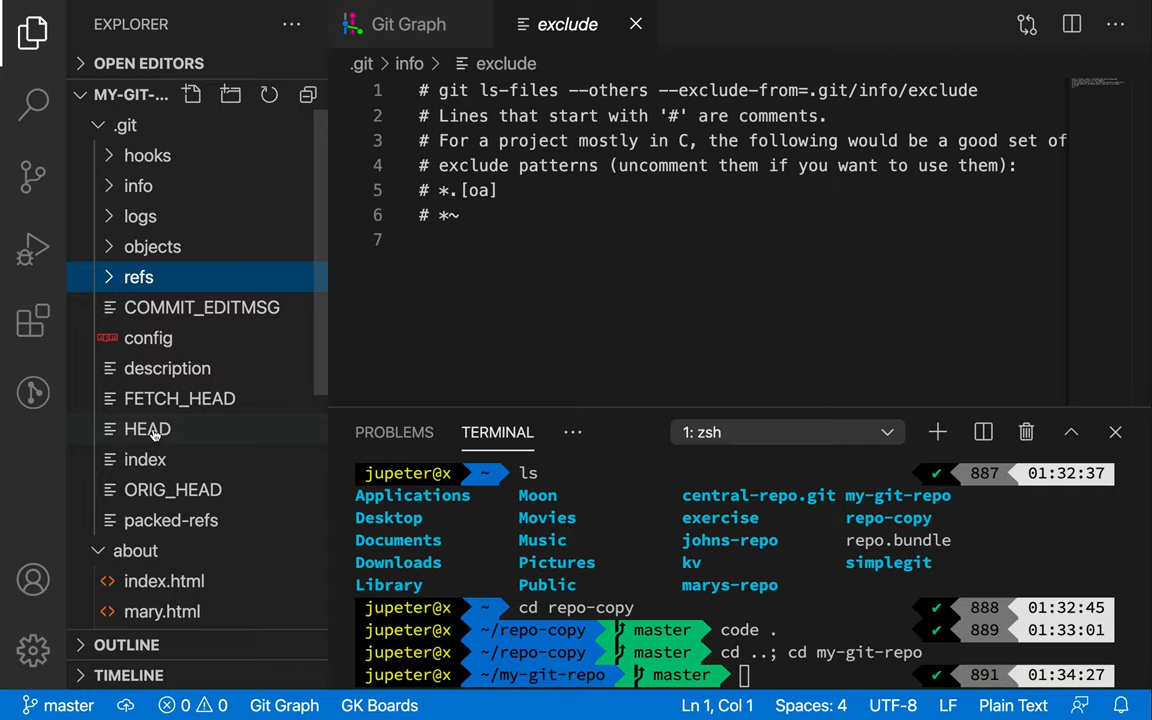 EXPLORER
OPEN EDITORS
MY-GIT-...
.git
hooks
info
logs
objects
refs
COMMIT_EDITMSG
config
description
FETCH_HEAD
HEAD
index
ORIG_HEAD
packed-refs
about
index.html
mary.html
OUTLINE
TIMELINE
Git Graph
exclude
.git > info > exclude
1 # git ls-files --others --exclude-from=.git/info/exclude
2 # Lines that start with '#' are comments.
3 # For a project mostly in C, the following would be a good set of
4 # exclude patterns (uncomment them if you want to use them):
5 # *.[oa]
6 # *~
7
PROBLEMS TERMINAL ... 1: zsh
jupeter@x ~ ls ✔ 887 01:32:37
Applications Moon central-repo.git my-git-repo
Desktop Movies exercise repo-copy
Documents Music johns-repo repo.bundle
Downloads Pictures kv simplegit
Library Public marys-repo
jupeter@x ~ cd repo-copy ✔ 888 01:32:45
jupeter@x ~/repo-copy master code . ✔ 889 01:33:01
jupeter@x ~/repo-copy master cd ..; cd my-git-repo
jupeter@x ~/my-git-repo master ✔ 891 01:34:27
master 0 0 Git Graph GK Boards Ln 1, Col 1 Spaces: 4 UTF-8 LF Plain Text